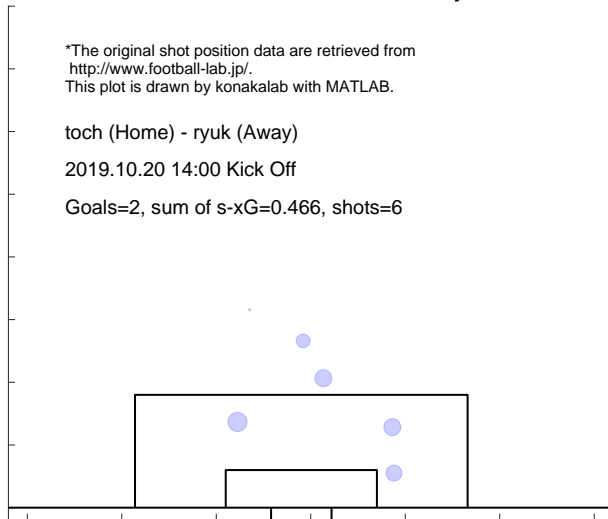 *The original shot position data are retrieved from
http://www.football-lab.jp/.
This plot is drawn by konakalab with MATLAB.
toch (Home) - ryuk (Away)
2019.10.20 14:00 Kick Off
Goals=2, sum of s-xG=0.466, shots=6